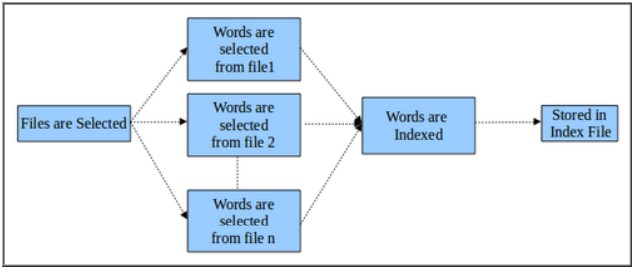 Words are
selected
from file1
Files are Selected
Words are
selected
from file 2
Words are
selected
from file n
Words are
Indexed
Stored in
Index File